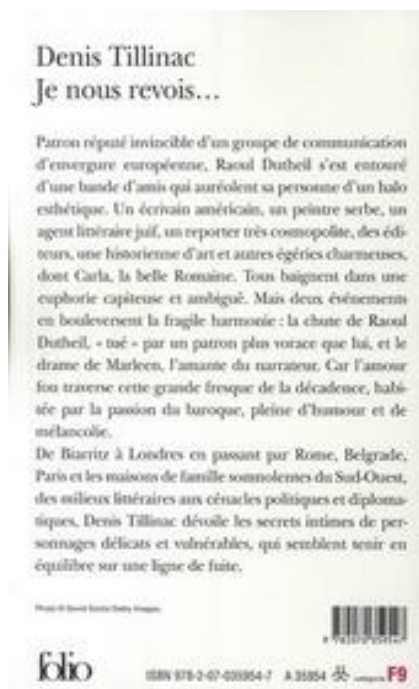 Denis Tillinac
Je nous revois…
Patron réputé invincible d'un groupe de communication
d'envergure européenne, Raoul Dutheil s'est entouré
d'une bande d'amis qui auréolent sa personne d'un halo
esthétique. Un écrivain américain, un peintre serbe, un
agent littéraire juif, un reporter très cosmopolite, des édi-
teurs, une historienne d'art et autres égéries charmeuses,
dont Carla, la belle Romaine. Tous baignent dans une
euphorie capiteuse et ambiguë. Mais deux événements
en bouleversent la fragile harmonie : la chute de Raoul
Dutheil, « tué » par un patron plus vorace que lui, et le
drame de Marleen, l'amante du narrateur. Car l'amour
fou traverse cette grande fresque de la décadence, habi-
tée par la passion du baroque, pleine d'humour et de
mélancolie.
De Biarritz à Londres en passant par Rome, Belgrade,
Paris et les maisons de famille somnolentes du Sud-Ouest,
des milieux littéraires aux cénacles politiques et diploma-
tiques, Denis Tillinac dévoile les secrets intimes de per-
sonnages délicats et vulnérables, qui semblent tenir en
équilibre sur une ligne de fuite.
folio
ISBN 978-2-07-035954-7 A 35954 catégorie F9